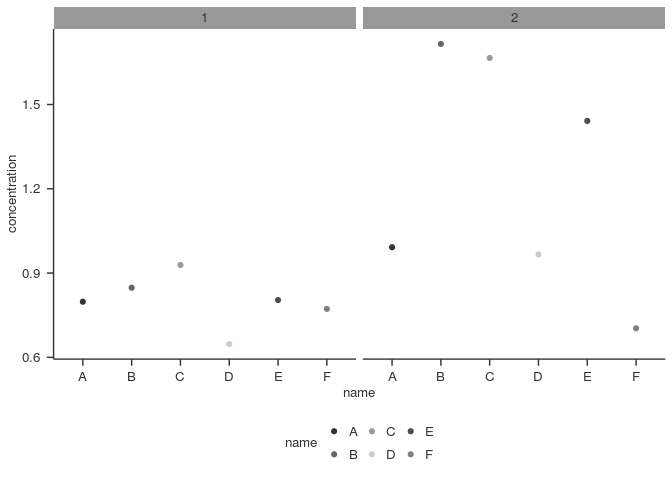 1 2
1.5
1.2
0.9
0.6
concentration
A B C D E F A B C D E F
name
name A C E
B D F